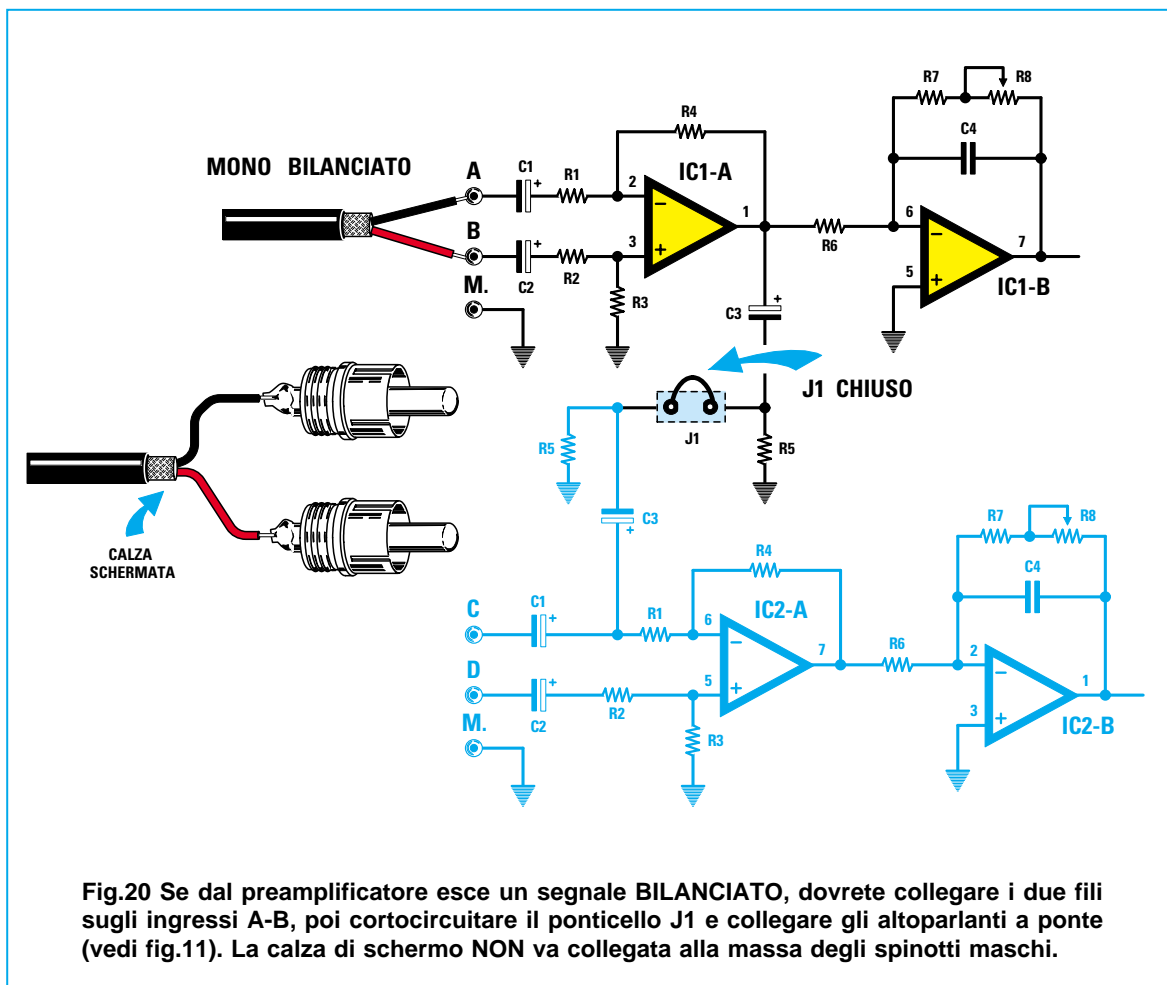 MONO BILANCIATO
A
C1
+
R1
R4
2
−
IC1-A
1
B
C2
+
R2
3
+
R3
M.
R7
R8
C4
R6
6
−
7
5
+
IC1-B
C3
+
J1 CHIUSO
J1
R5
R5
C3
+
CALZA
SCHERMATA
C
C1
+
R1
R4
6
−
IC2-A
7
D
C2
+
R2
5
+
R3
M.
R7
R8
C4
R6
2
−
1
3
+
IC2-B
Fig.20 Se dal preamplificatore esce un segnale BILANCIATO, dovrete collegare i due fili
sugli ingressi A-B, poi cortocircuitare il ponticello J1 e collegare gli altoparlanti a ponte
(vedi fig.11). La calza di schermo NON va collegata alla massa degli spinotti maschi.